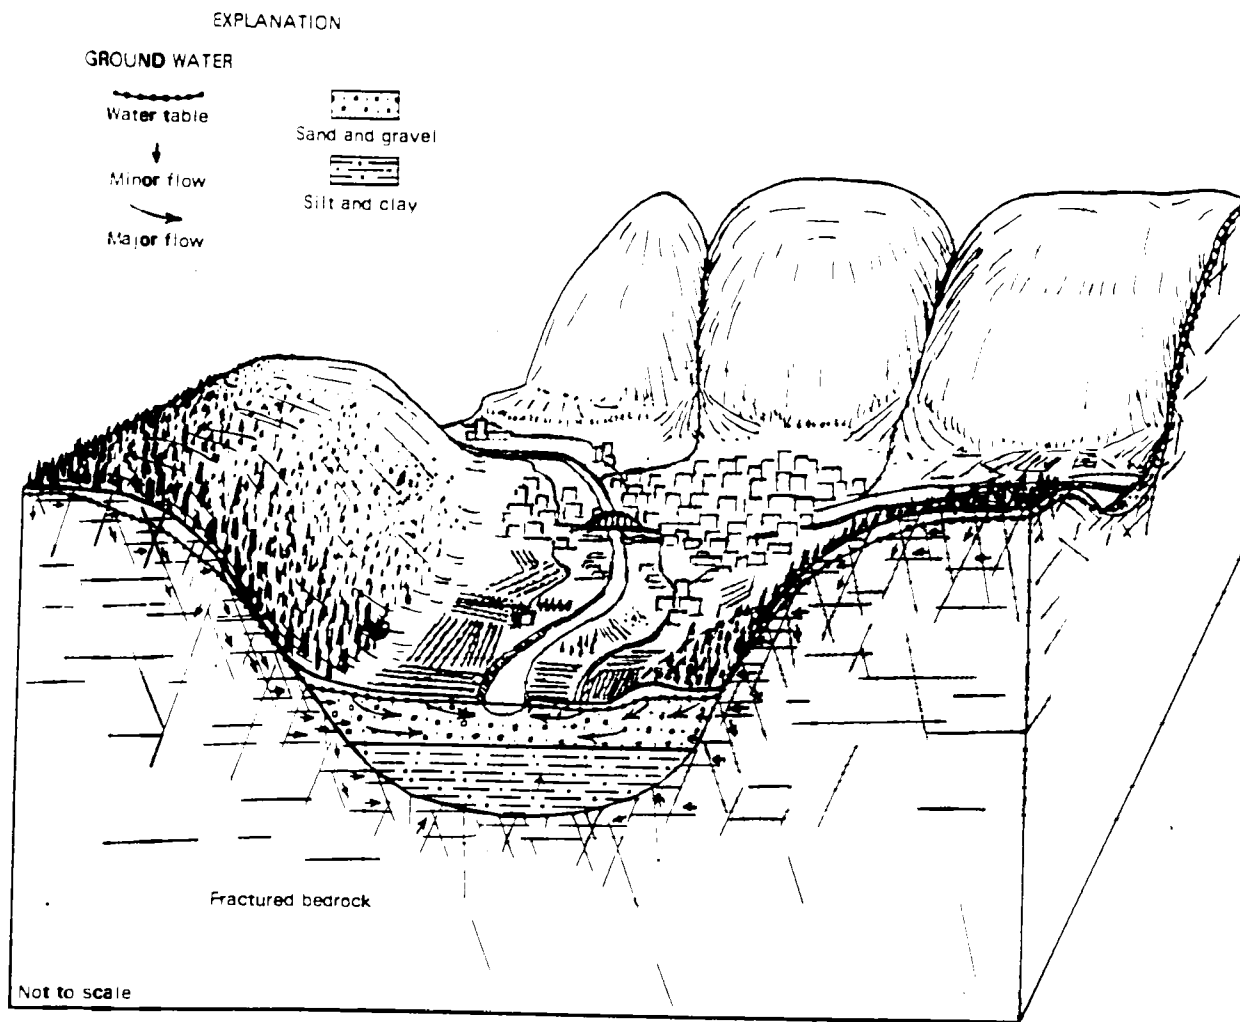 EXPLANATION
GROUND WATER
Water table
Minor flow
Major flow
Sand and gravel
Silt and clay
Fractured bedrock
Not to scale